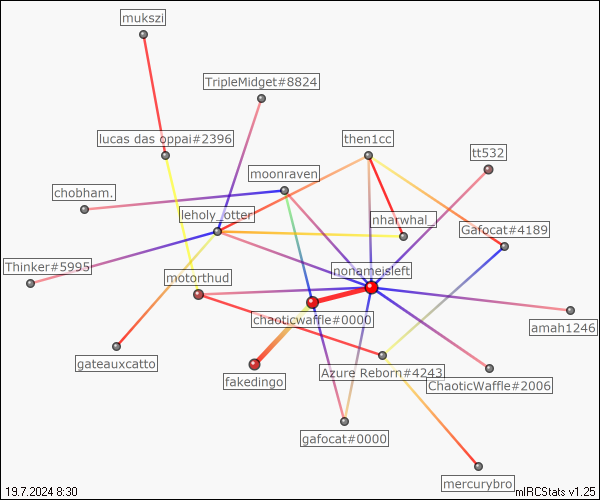 mukszi
TripleMidget#8824
lucas das oppai#2396
then1cc
tt532
moonraven
chobham.
leholy_otter
nharwhal_
Gafocat#4189
Thinker#5995
nonameisleft
motorthud
chaoticwaffle#0000
amah1246
gateauxcatto
Azure Reborn#4243
fakedingo
ChaoticWaffle#2006
gafocat#0000
mercurybro
19.7.2024 8:30
mIRCStats v1.25